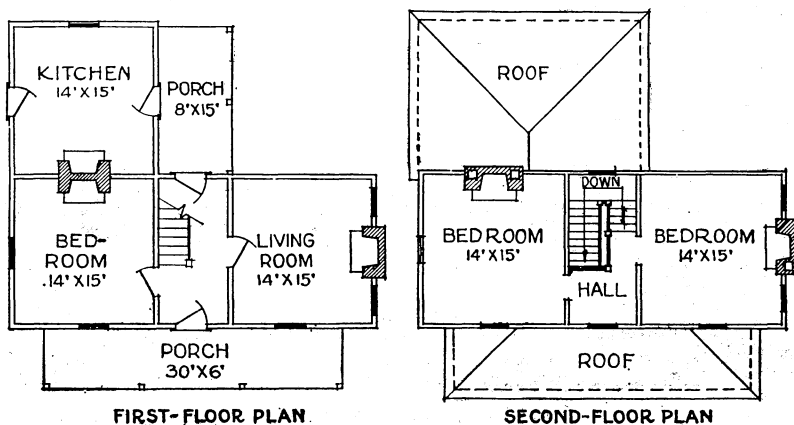 KITCHEN
14'X15'
PORCH
8'X15'
BED-
ROOM
.14'X15'
LIVING
ROOM
14'X15'
PORCH
30'X6'
FIRST-FLOOR PLAN
ROOF
DOWN
BEDROOM
14'X15'
BEDROOM
14'X15'
HALL
ROOF
SECOND-FLOOR PLAN